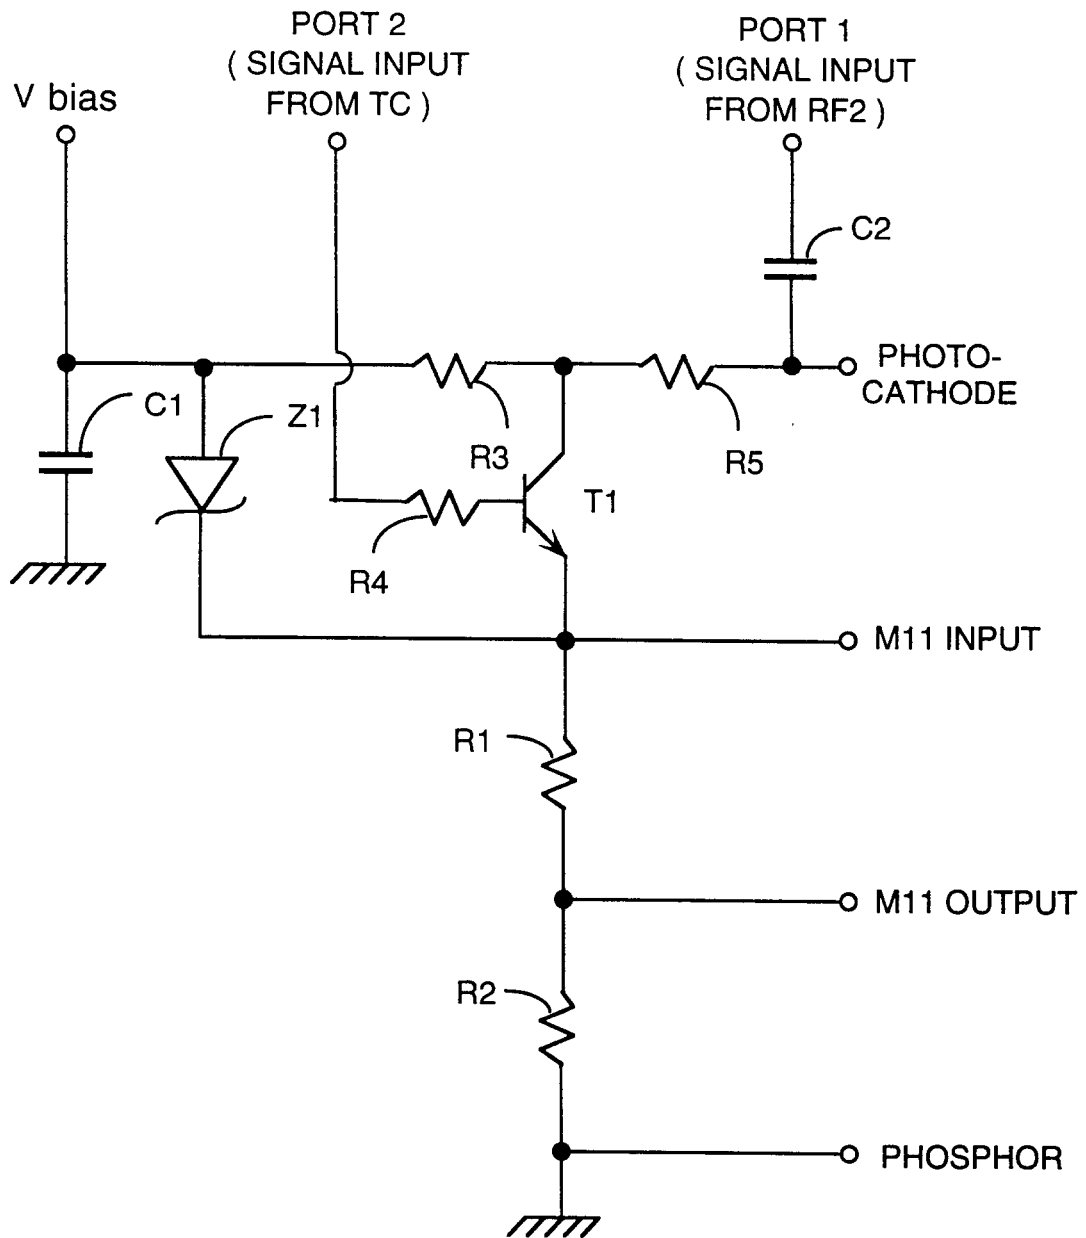 PORT 2
( SIGNAL INPUT
FROM TC )
PORT 1
( SIGNAL INPUT
FROM RF2 )
V bias
C2
PHOTO-
CATHODE
C1
Z1
R3
R5
T1
R4
M11 INPUT
R1
M11 OUTPUT
R2
PHOSPHOR